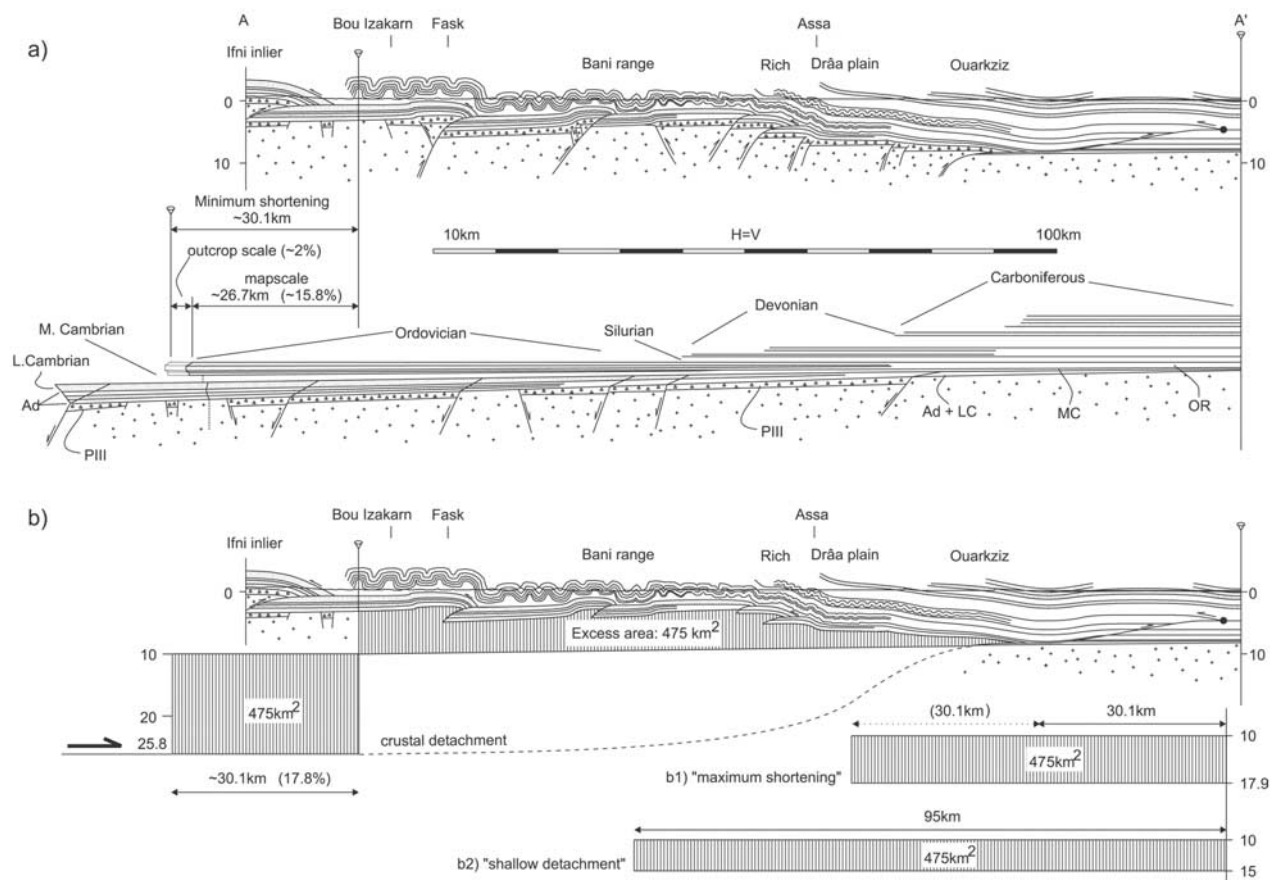 a)
A
A'
Bou Izakarn
Fask
Assa
Ifni inlier
Bani range
Rich
Drâa plain
Ouarkziz
0
0
10
10
Minimum shortening
~30.1km
10km
H=V
100km
outcrop scale (~2%)
mapscale
~26.7km (~15.8%)
Carboniferous
Devonian
M. Cambrian
Ordovician
Silurian
L.Cambrian
Ad
PIII
PIII
Ad + LC
MC
OR
b)
Bou Izakarn
Fask
Assa
Ifni inlier
Bani range
Rich
Drâa plain
Ouarkziz
0
0
Excess area: 475 km2
10
10
475km2
20
25.8
crustal detachment
~30.1km (17.8%)
(30.1km)
30.1km
10
b1) "maximum shortening"
475km2
17.9
95km
10
b2) "shallow detachment"
475km2
15